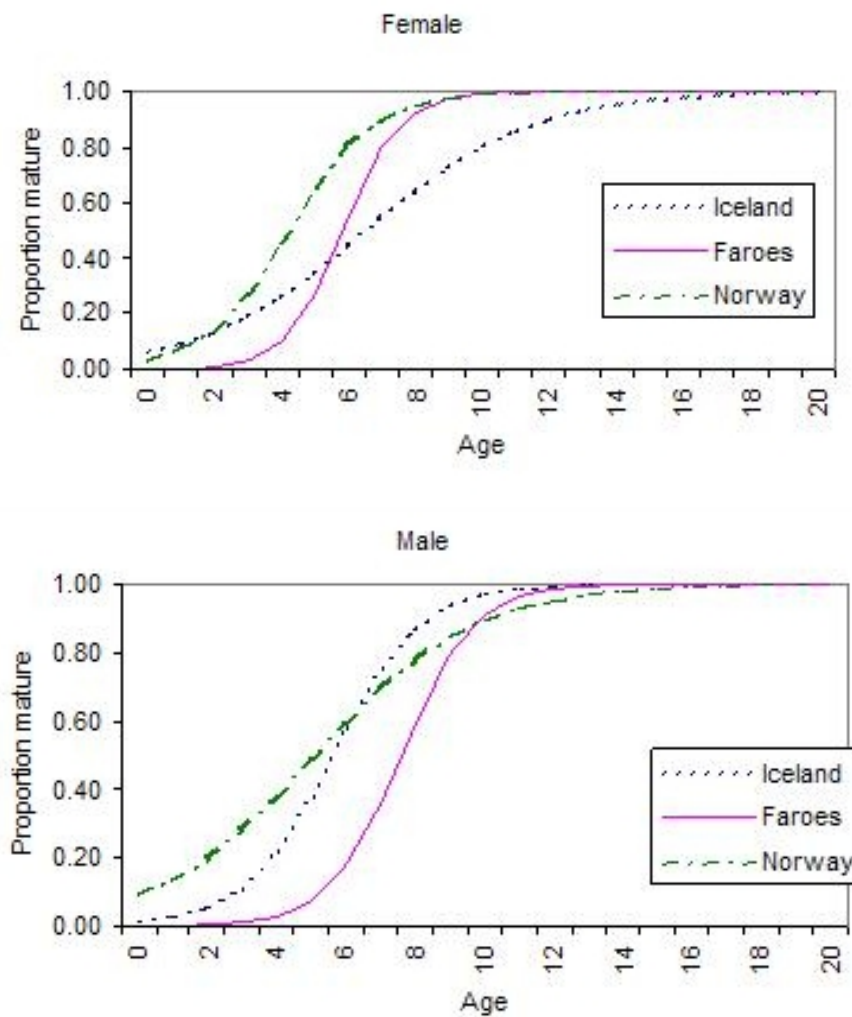 Female
1.00
0.80
0.60
0.40
0.20
0.00
Proportion mature
Iceland
Faroes
Norway
0 2 4 6 8 10 12 14 16 18 20
Age
Male
1.00
0.80
0.60
0.40
0.20
0.00
Proportion mature
Iceland
Faroes
Norway
0 2 4 6 8 10 12 14 16 18 20
Age